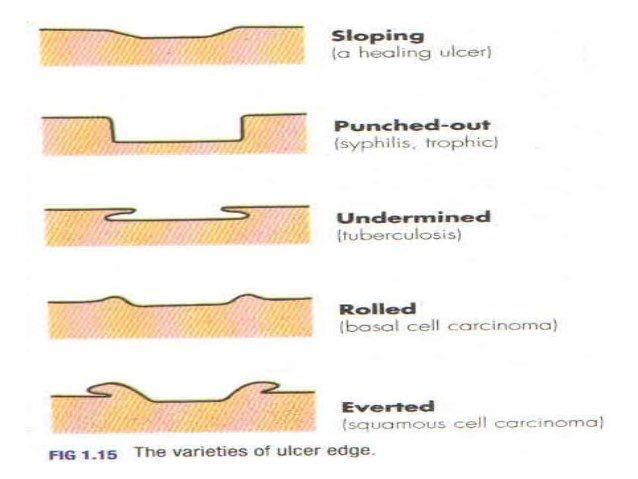 Sloping
(a healing ulcer)
Punched-out
(syphilis, trophic)
Undermined
(tuberculosis)
Rolled
(basal cell carcinoma)
Everted
(squamous cell carcinoma)
FIG 1.15 The varieties of ulcer edge.